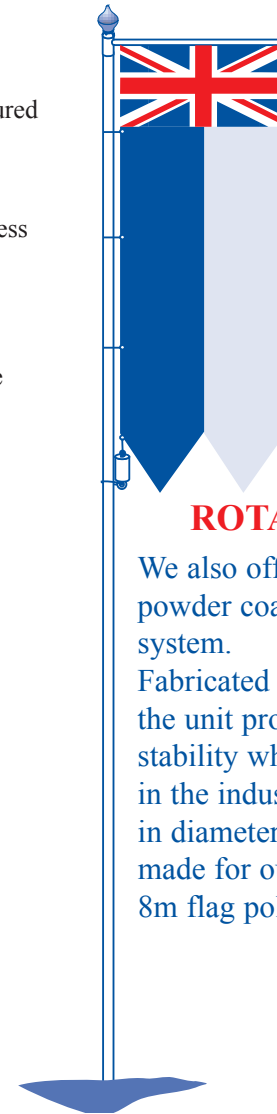 ured
ess
e
ROTA
We also off
powder coa
system.
Fabricated
the unit pro
stability wh
in the indus
in diameter
made for ou
8m flag pol